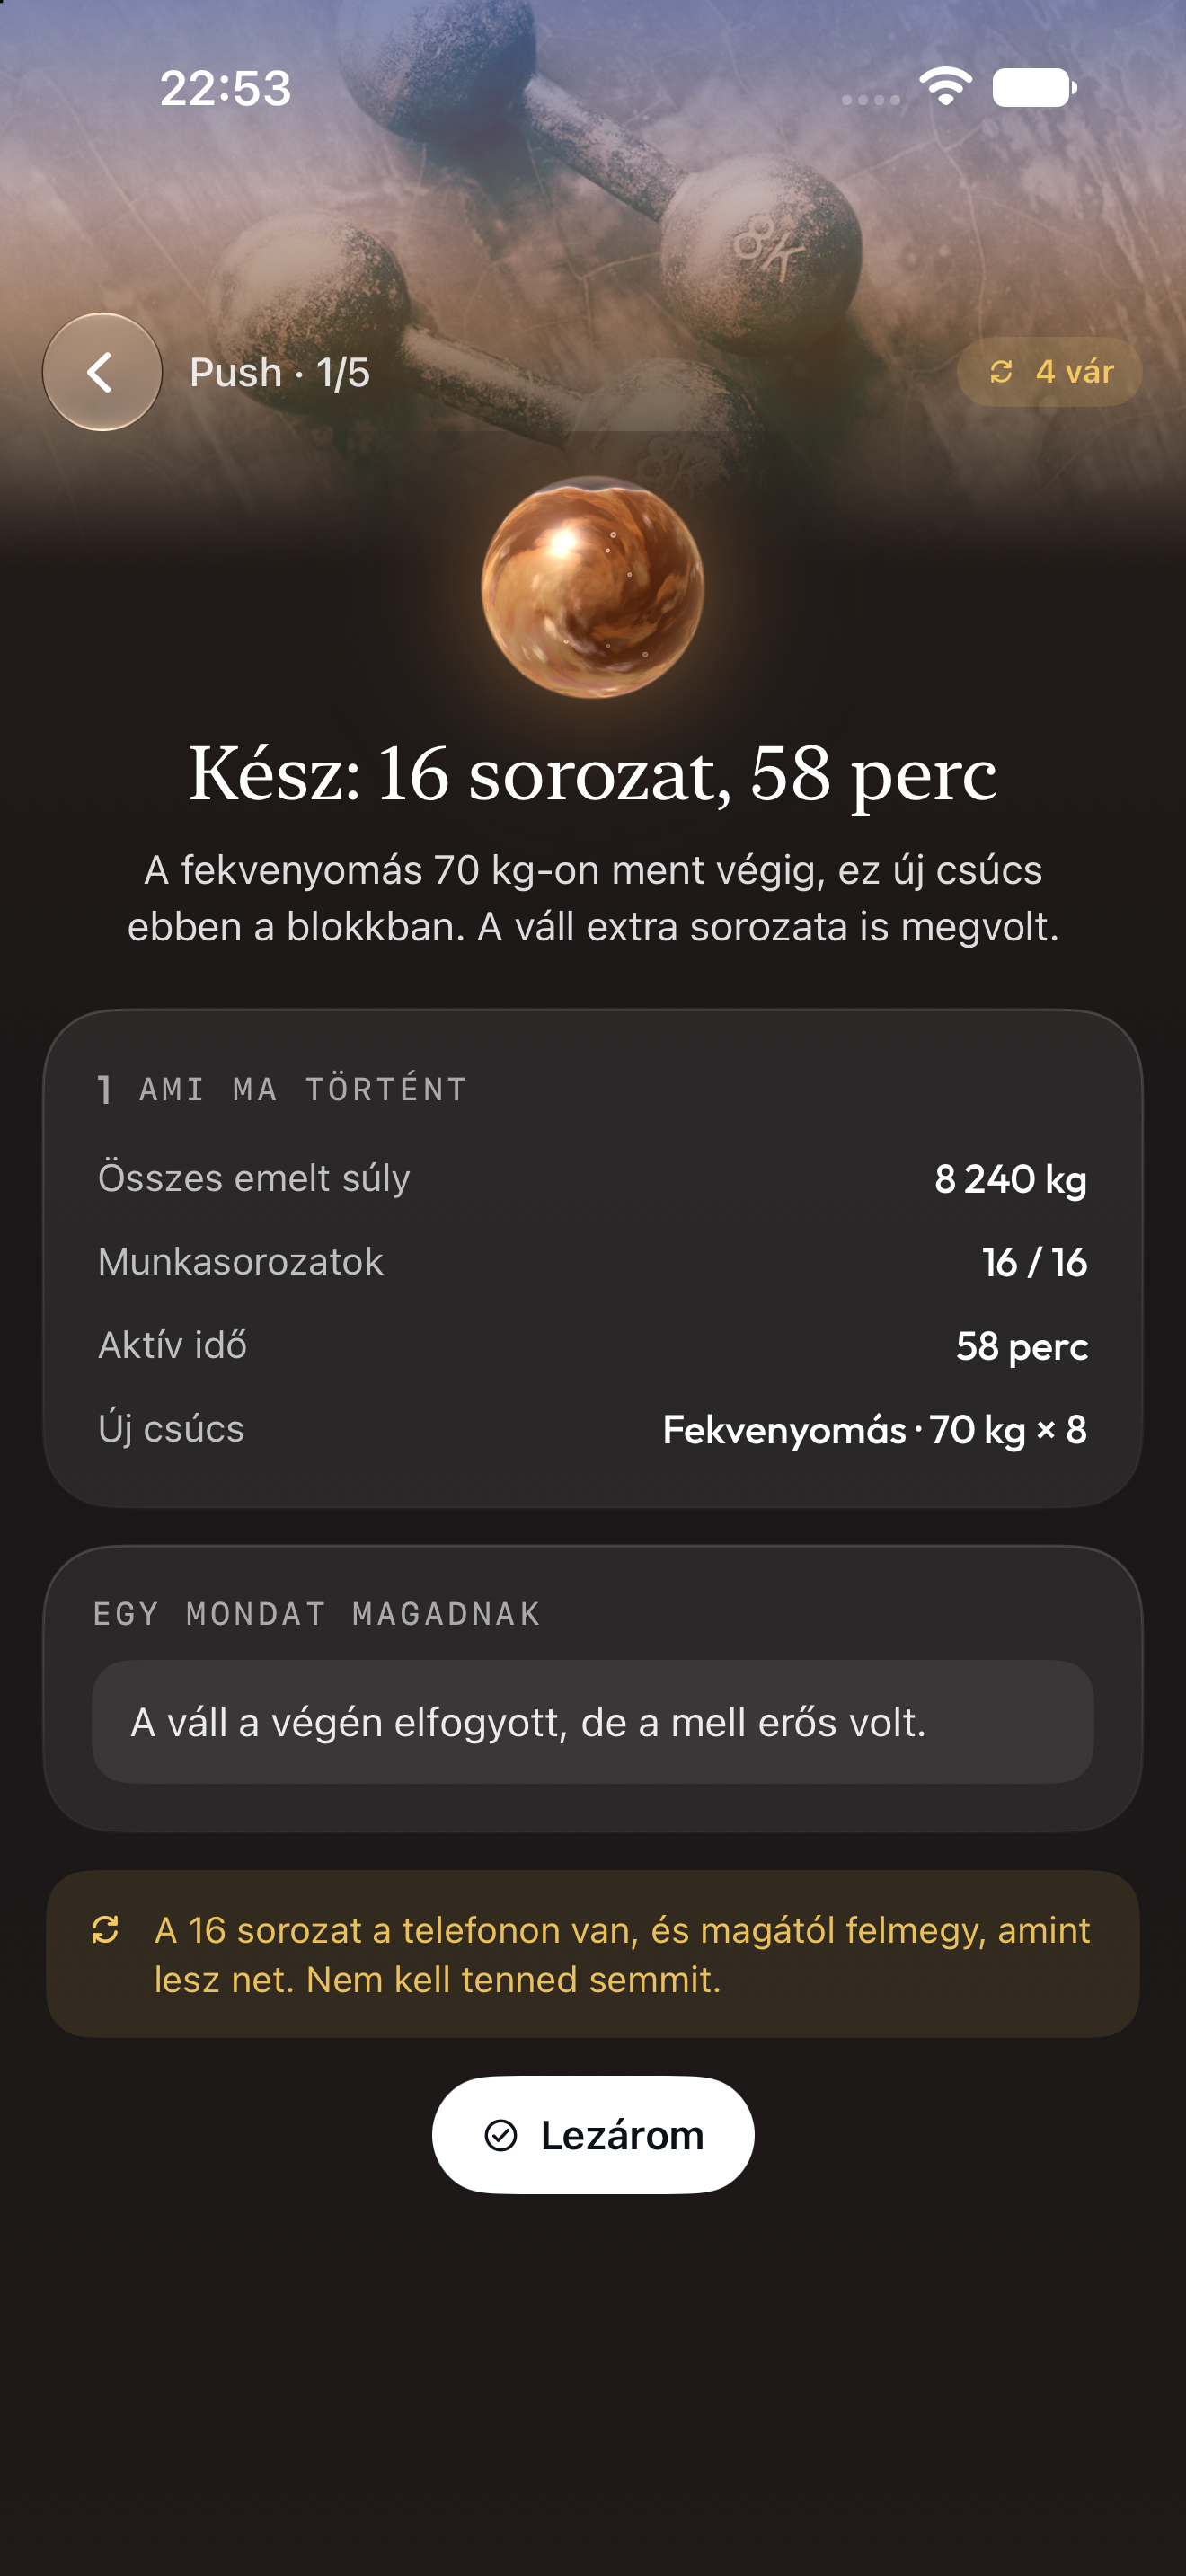 22:53
8K
Push · 1/5
4 vár
8K
Kész: 16 sorozat, 58 perc
A fekvenyomás 70 kg-on ment végig, ez új csúcs
ebben a blokkban. A váll extra sorozata is megvolt.
1 AMI MA TÖRTÉNT
Összes emelt súly 8 240 kg
Munkasorozatok 16 / 16
Aktív idő 58 perc
Új csúcs Fekvenyomás · 70 kg × 8
EGY MONDAT MAGADNAK
A váll a végén elfogyott, de a mell erős volt.
A 16 sorozat a telefonon van, és magától felmegy, amint
lesz net. Nem kell tenned semmit.
Lezárom